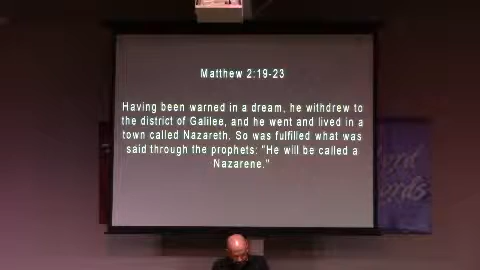 Matthew 2:19-23
Having been warned in a dream, he withdrew to
the district of Galilee, and he went and lived in a
town called Nazareth. So was fulfilled what was
said through the prophets: "He will be called a
Nazarene."